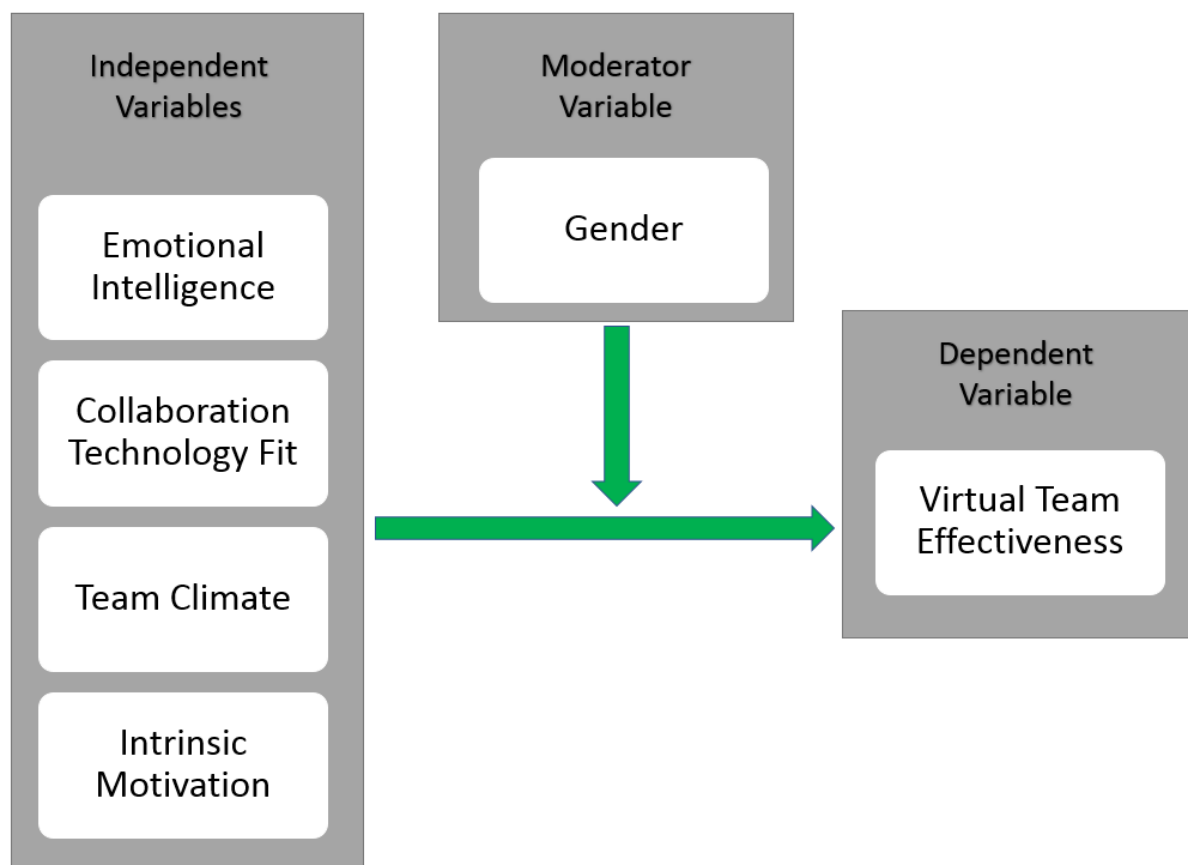 Independent
Variables
Emotional
Intelligence
Collaboration
Technology Fit
Team Climate
Intrinsic
Motivation
Moderator
Variable
Gender
Dependent
Variable
Virtual Team
Effectiveness